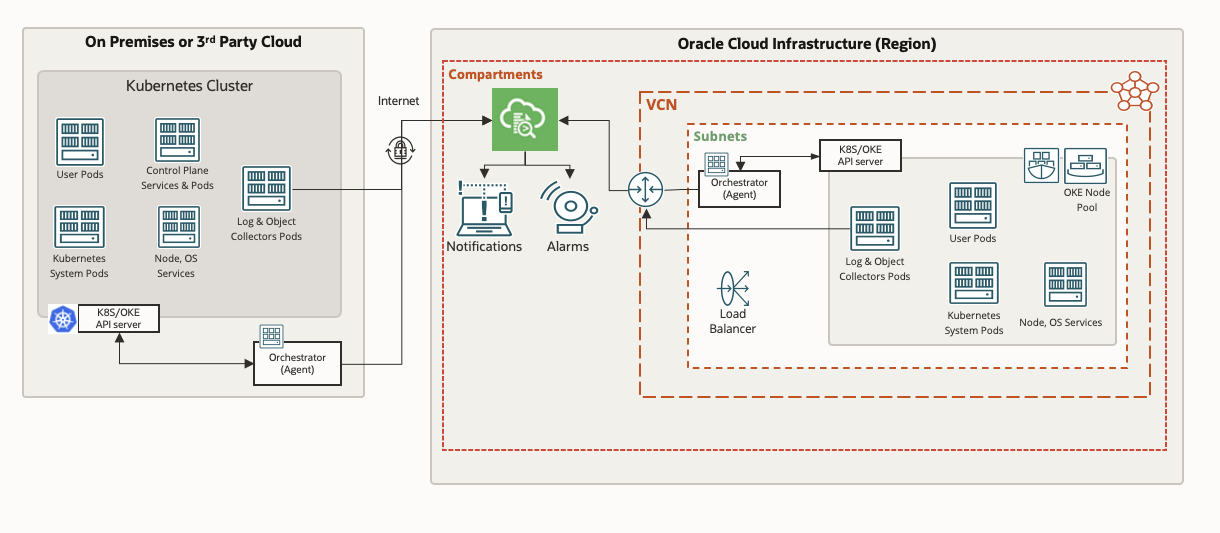 On Premises or 3rd Party Cloud
Kubernetes Cluster
User Pods
Control Plane
Services & Pods
Log & Object
Collectors Pods
Kubernetes
System Pods
Node, OS
Services
K8S/OKE
API server
Orchestrator
(Agent)
Internet
Oracle Cloud Infrastructure (Region)
Compartments
Notifications
Alarms
VCN
Subnets
Orchestrator
(Agent)
K8S/OKE
API server
OKE Node
Pool
User Pods
Log & Object
Collectors Pods
Kubernetes
System Pods
Node, OS Services
Load
Balancer